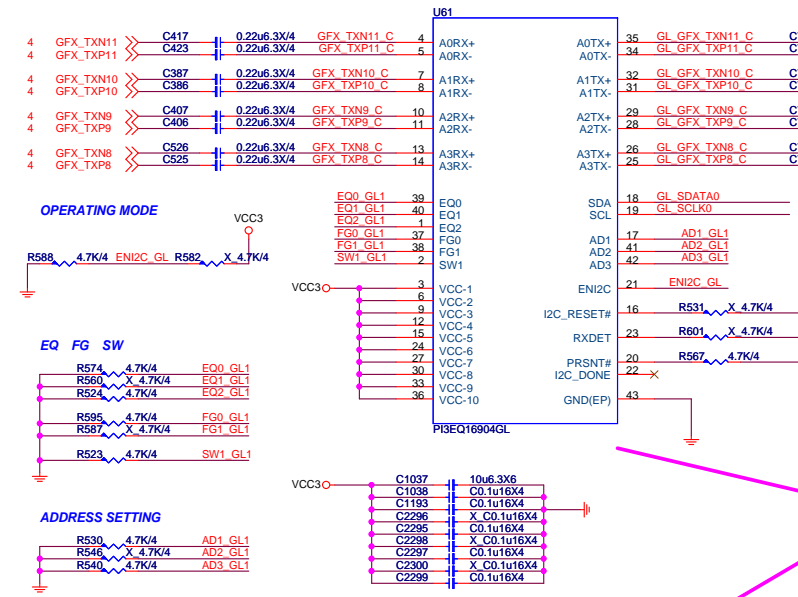 U61
4 GFX_TXN11 C417 0.22u6.3X/4 GFX_TXN11_C 4 A0RX+ A0TX+ 35 GL_GFX_TXN11_C C
4 GFX_TXP11 C423 0.22u6.3X/4 GFX_TXP11_C 5 A0RX- A0TX- 34 GL_GFX_TXP11_C C
4 GFX_TXN10 C387 0.22u6.3X/4 GFX_TXN10_C 7 A1RX+ A1TX+ 32 GL_GFX_TXN10_C C
4 GFX_TXP10 C386 0.22u6.3X/4 GFX_TXP10_C 8 A1RX- A1TX- 31 GL_GFX_TXP10_C C
4 GFX_TXN9 C407 0.22u6.3X/4 GFX_TXN9_C 10 A2RX+ A2TX+ 29 GL_GFX_TXN9_C C
4 GFX_TXP9 C406 0.22u6.3X/4 GFX_TXP9_C 11 A2RX- A2TX- 28 GL_GFX_TXP9_C C
4 GFX_TXN8 C526 0.22u6.3X/4 GFX_TXN8_C 13 A3RX+ A3TX+ 26 GL_GFX_TXN8_C C
4 GFX_TXP8 C525 0.22u6.3X/4 GFX_TXP8_C 14 A3RX- A3TX- 25 GL_GFX_TXP8_C C
EQ0_GL1 39 EQ0 SDA 18 GL_SDATA0
EQ1_GL1 40 EQ1 SCL 19 GL_SCLK0
EQ2_GL1 1 EQ2
FG0_GL1 37 FG0 AD1 17 AD1_GL1
FG1_GL1 38 FG1 AD2 41 AD2_GL1
SW1_GL1 2 SW1 AD3 42 AD3_GL1
OPERATING MODE
VCC3
R588 4.7K/4 ENI2C_GL R582 X_4.7K/4
VCC3 3 VCC-1 ENI2C 21 ENI2C_GL
6 VCC-2
9 VCC-3 I2C_RESET# 16 R531 X_4.7K/4
12 VCC-4
15 VCC-5 RXDET 23 R601 X_4.7K/4
24 VCC-6
27 VCC-7 PRSNT# 20 R567 4.7K/4
30 VCC-8 I2C_DONE 22
33 VCC-9
36 VCC-10 GND(EP) 43
PI3EQ16904GL
EQ FG SW
R574 4.7K/4 EQ0_GL1
R560 X_4.7K/4 EQ1_GL1
R524 4.7K/4 EQ2_GL1
R595 4.7K/4 FG0_GL1
R587 X_4.7K/4 FG1_GL1
R523 4.7K/4 SW1_GL1
VCC3 C1037 10u6.3X6
C1038 C0.1u16X4
C1193 C0.1u16X4
C2296 X_C0.1u16X4
C2295 C0.1u16X4
C2298 X_C0.1u16X4
C2297 C0.1u16X4
C2300 X_C0.1u16X4
C2299 C0.1u16X4
ADDRESS SETTING
R530 4.7K/4 AD1_GL1
R546 X_4.7K/4 AD2_GL1
R540 4.7K/4 AD3_GL1